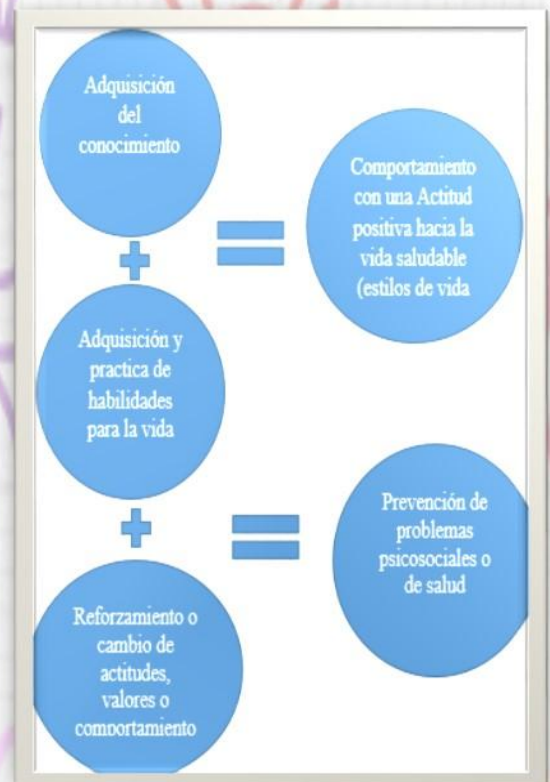 Adquisición
del
conocimiento
+
Adquisición y
practica de
habilidades
para la vida
+
Reforzamiento o
cambio de
actitudes,
valores o
comportamiento
=
Comportamiento
con una Actitud
positiva hacia la
vida saludable
(estilos de vida
=
Prevención de
problemas
psicosociales o
de salud